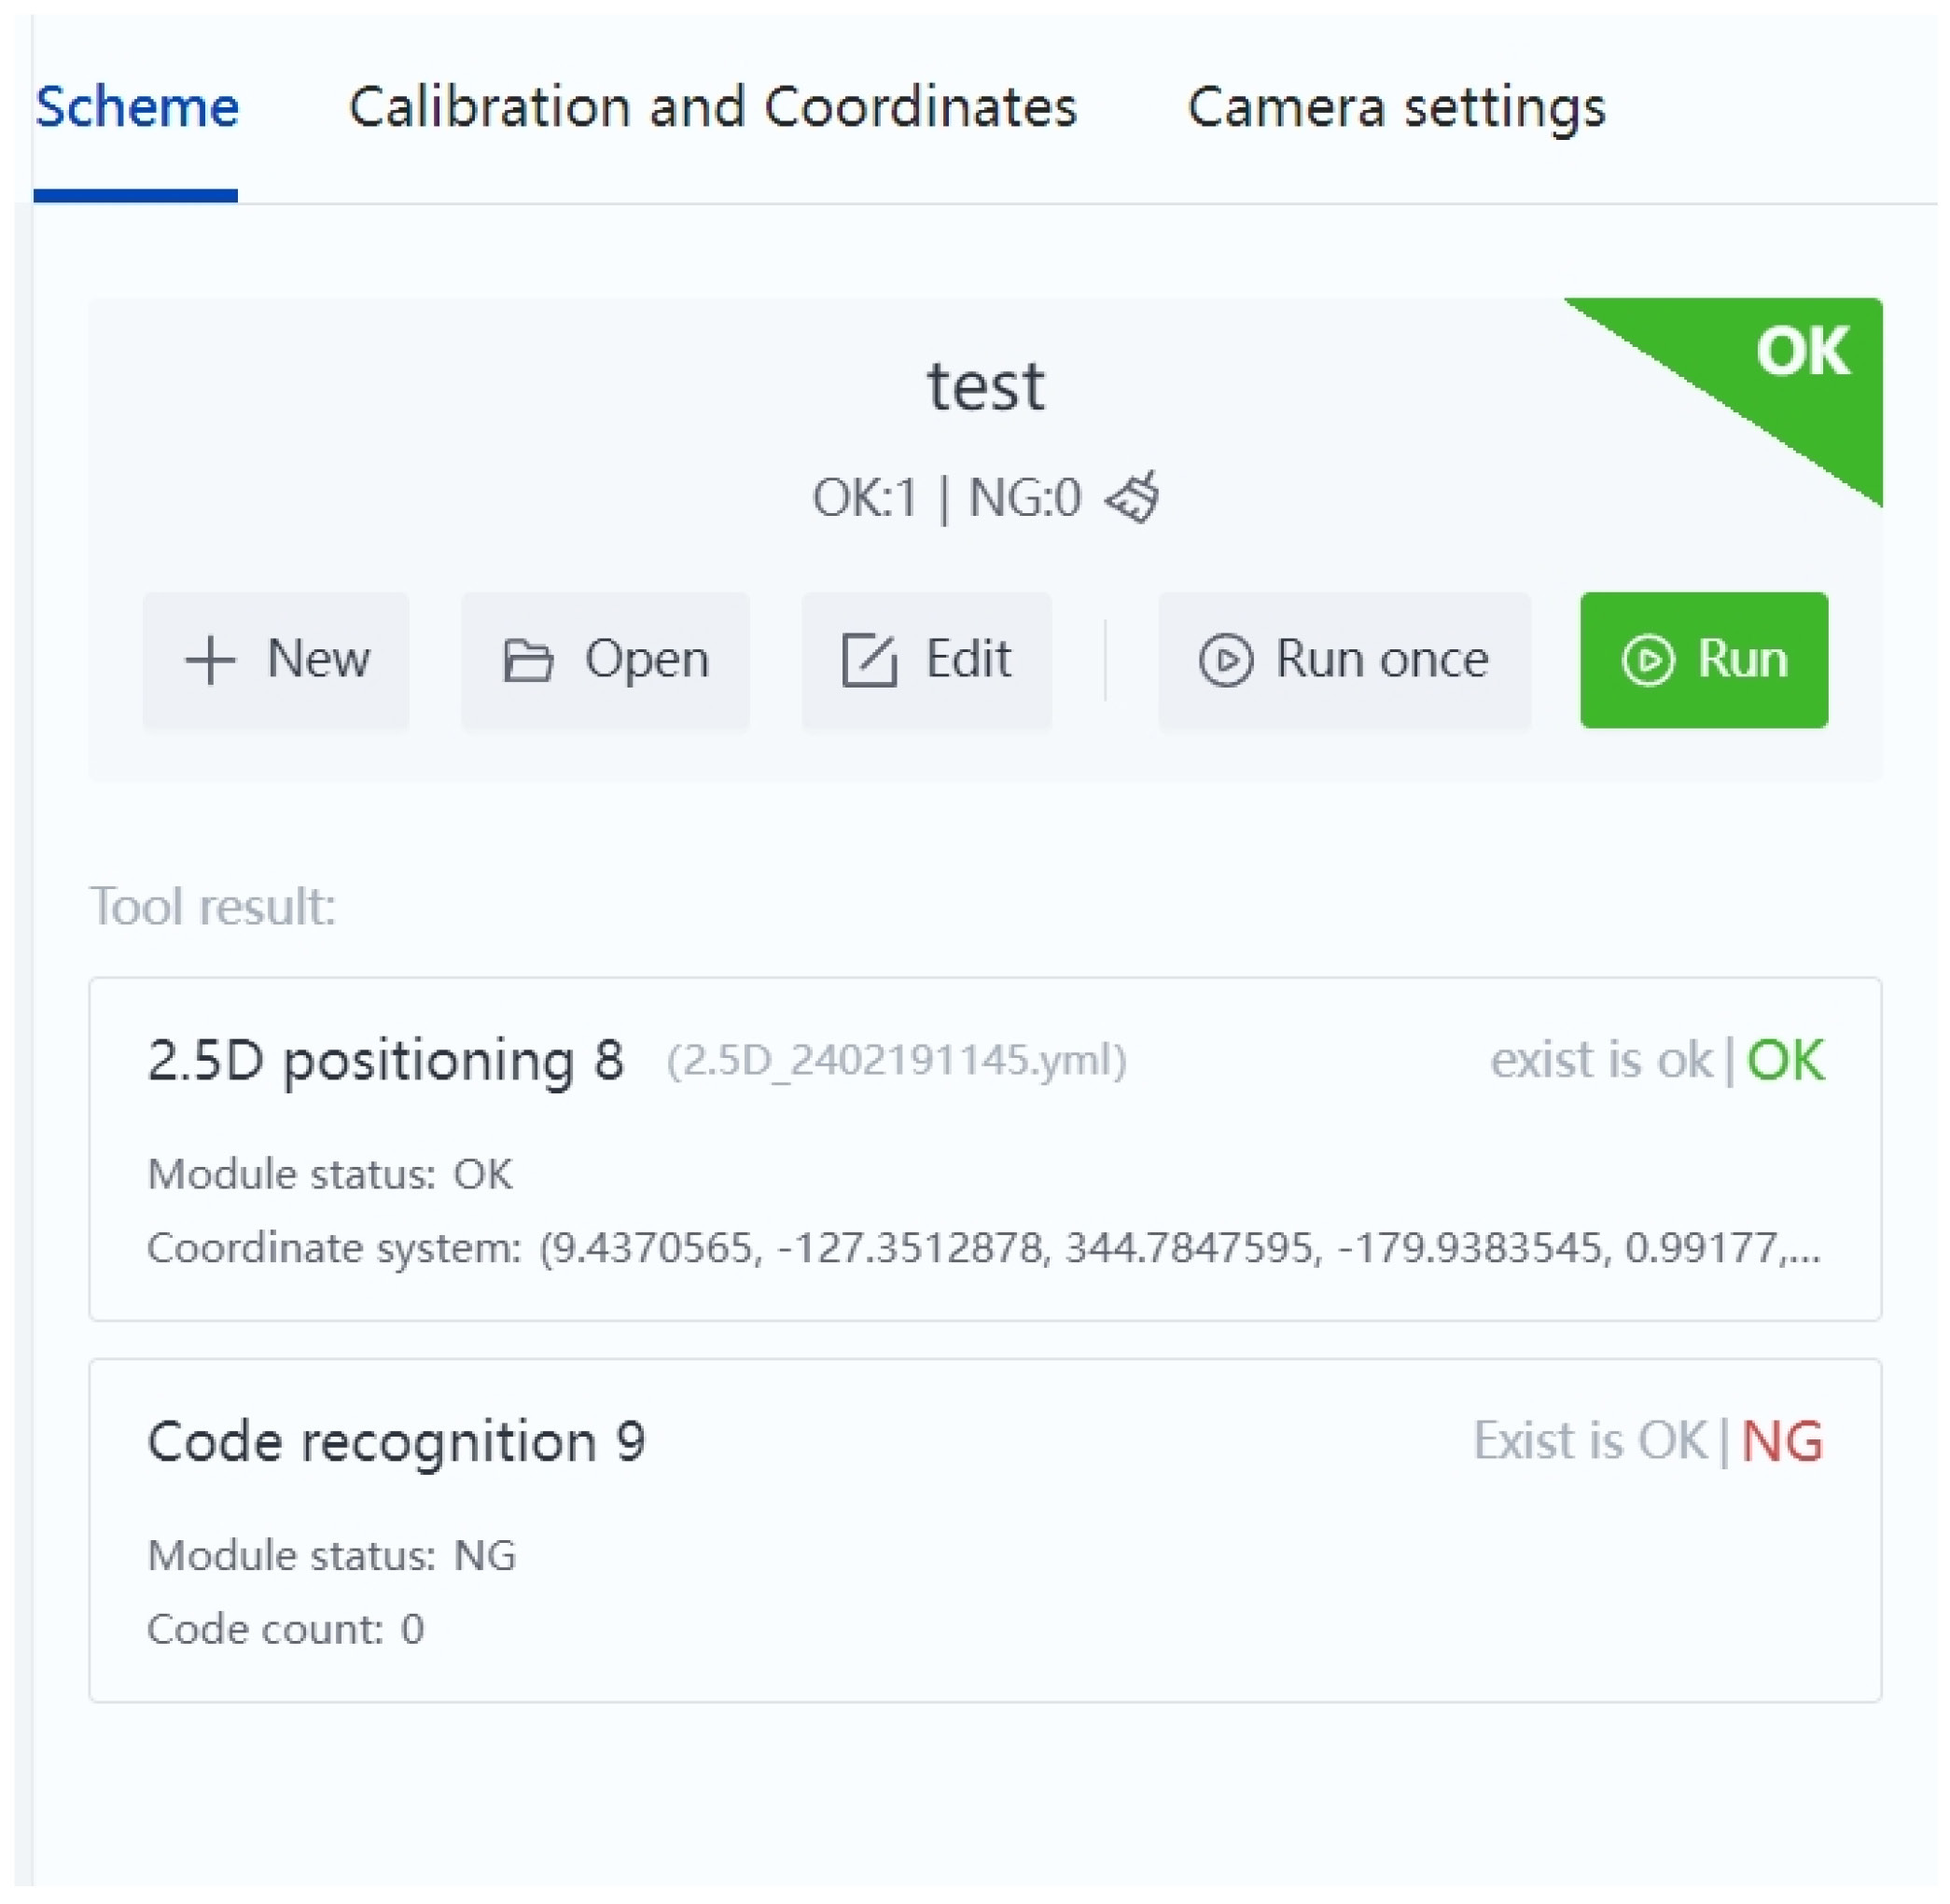 Scheme Calibration and Coordinates Camera settings
OK
test
OK:1 | NG:0
New Open Edit Run once Run
Tool result:
2.5D positioning 8 (2.5D_2402191145.yml) exist is ok | OK
Module status: OK
Coordinate system: (9.4370565, -127.3512878, 344.7847595, -179.9383545, 0.99177,...
Code recognition 9 Exist is OK | NG
Module status: NG
Code count: 0